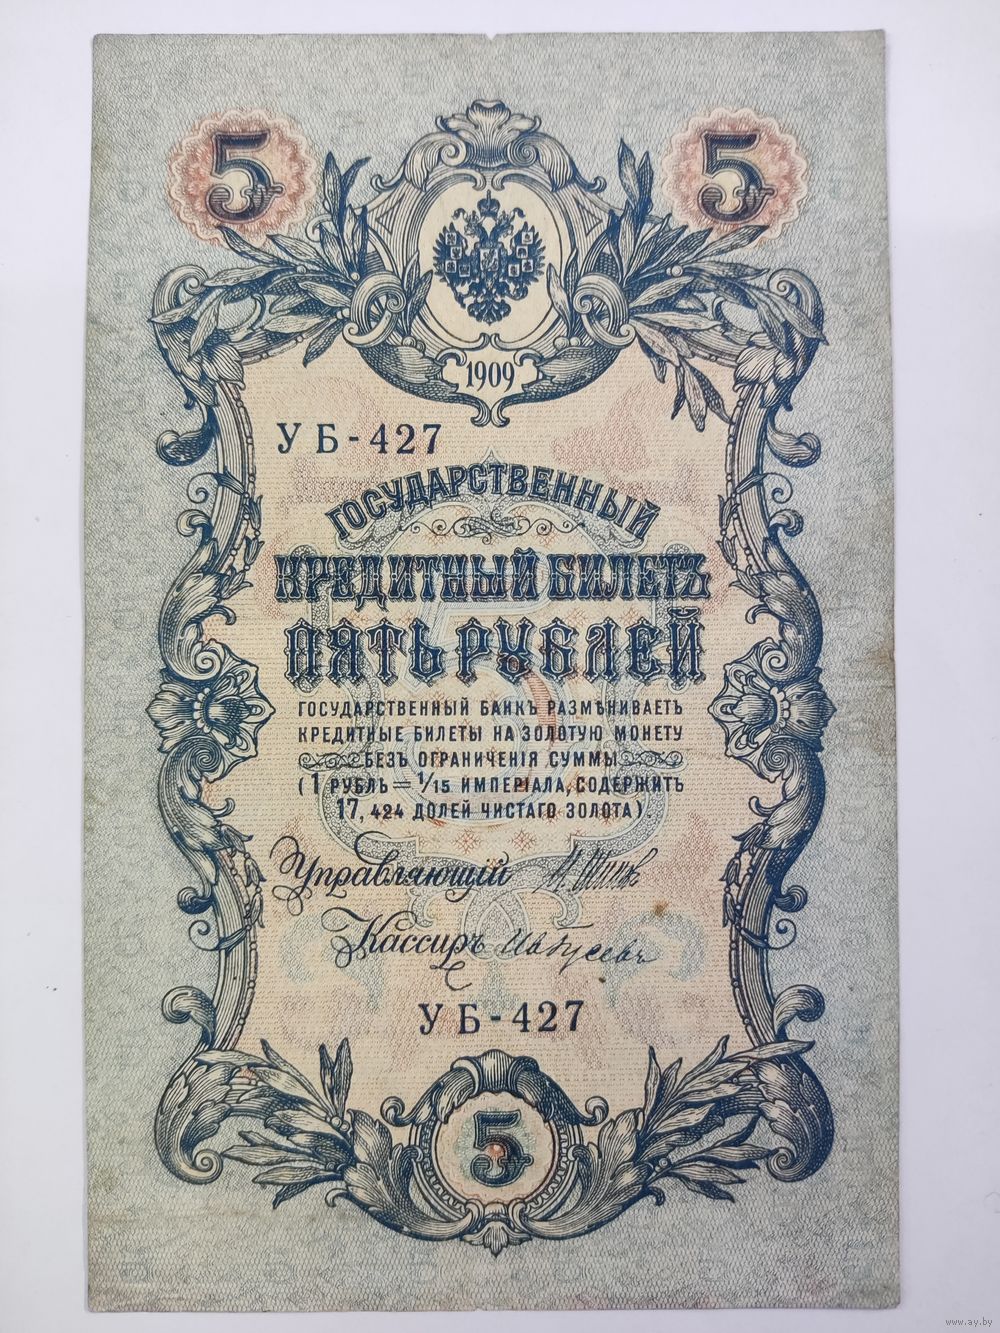 5 5
1909
УБ-427
ГОСУДАРСТВЕННЫЙ
КРЕДИТНЫЙ БИЛЕТЪ
ПЯТЬ РУБЛЕЙ
ГОСУДАРСТВЕННЫЙ БАНКЪ РАЗМѢНИВАЕТЪ
КРЕДИТНЫЕ БИЛЕТЫ НА ЗОЛОТУЮ МОНЕТУ
БЕЗЪ ОГРАНИЧЕНІЯ СУММЫ
(1 РУБЛЬ = 1/15 ИМПЕРІАЛА, СОДЕРЖИТЪ
17,424 ДОЛЕЙ ЧИСТАГО ЗОЛОТА).
Управляющій И. Шипов
Кассиръ
УБ-427
5
www.ay.by